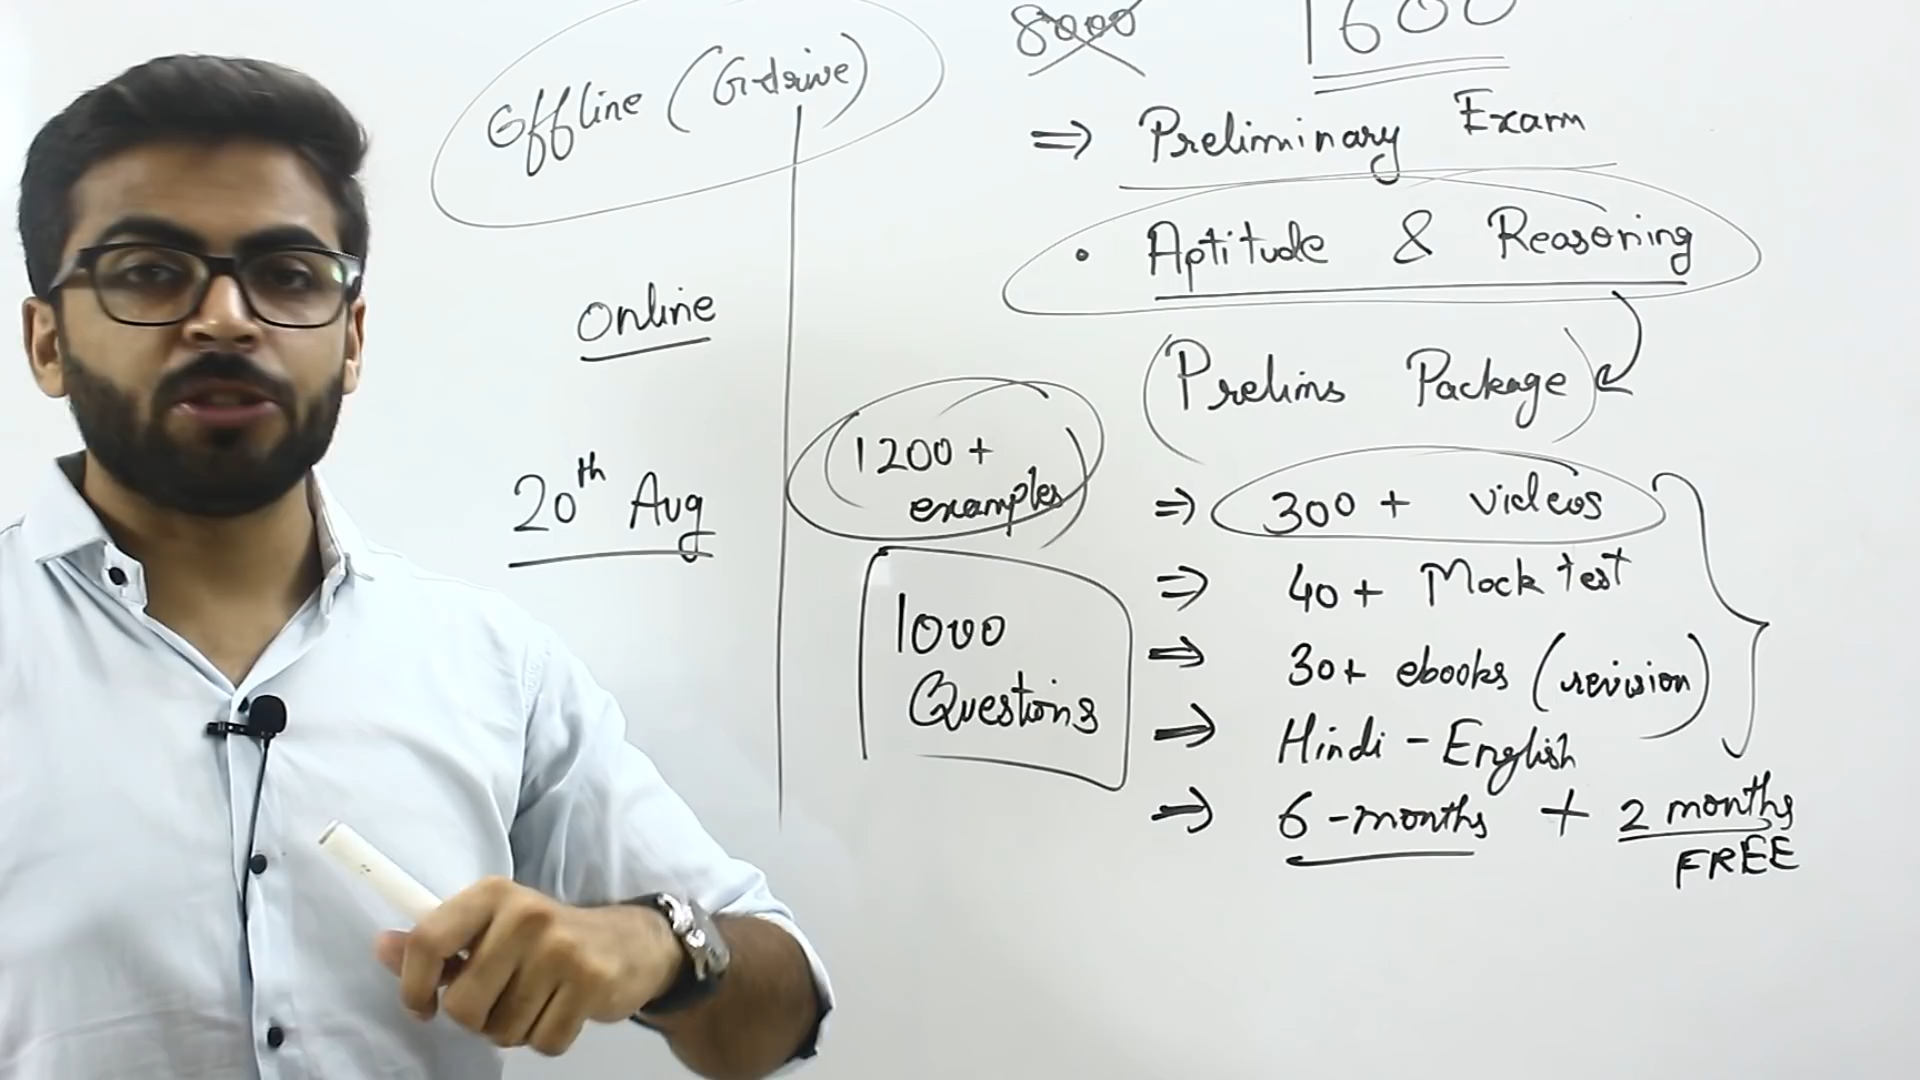 Offline (G-drive)
Online
20th Aug
8000
1600
⇒ Preliminary Exam
• Aptitude & Reasoning
(Prelims Package)
1200+
examples
1000
Questions
⇒ 300+ videos
⇒ 40+ Mock test
⇒ 30+ ebooks (revision)
⇒ Hindi - English
⇒ 6-months + 2 months
FREE